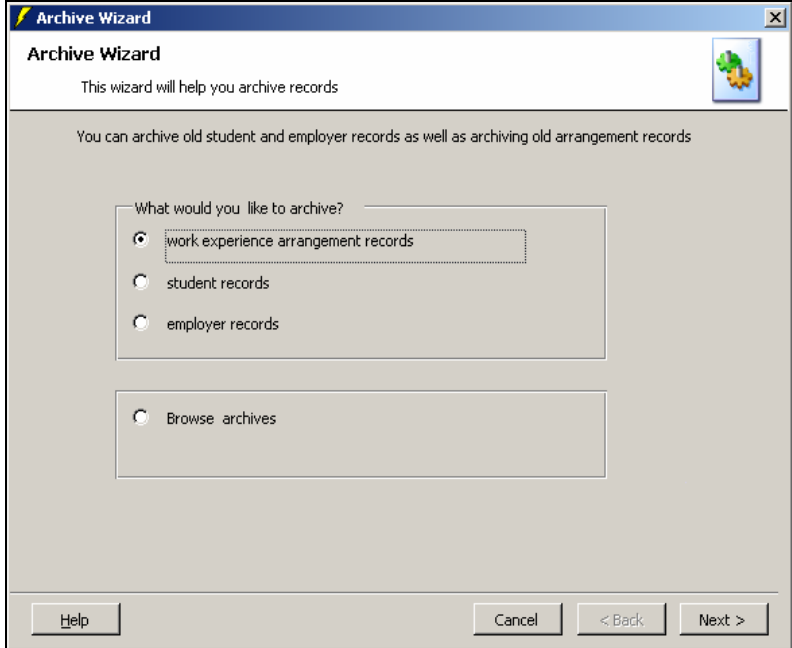 Archive Wizard
Archive Wizard
This wizard will help you archive records
You can archive old student and employer records as well as archiving old arrangement records
What would you like to archive?
work experience arrangement records
student records
employer records
Browse archives
Help
Cancel
< Back
Next >